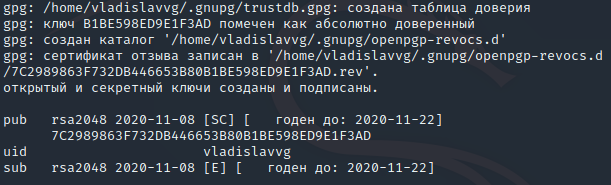 gpg: /home/vladislavvg/.gnupg/trustdb.gpg: создана таблица доверия
gpg: ключ B1BE598ED9E1F3AD помечен как абсолютно доверенный
gpg: создан каталог '/home/vladislavvg/.gnupg/openpgp-revocs.d'
gpg: сертификат отзыва записан в '/home/vladislavvg/.gnupg/openpgp-revocs.d
/7C2989863F732DB446653B80B1BE598ED9E1F3AD.rev'.
открытый и секретный ключи созданы и подписаны.
pub   rsa2048 2020-11-08 [SC] [   годен до: 2020-11-22]
7C2989863F732DB446653B80B1BE598ED9E1F3AD
uid                      vladislavvg
sub   rsa2048 2020-11-08 [E] [   годен до: 2020-11-22]